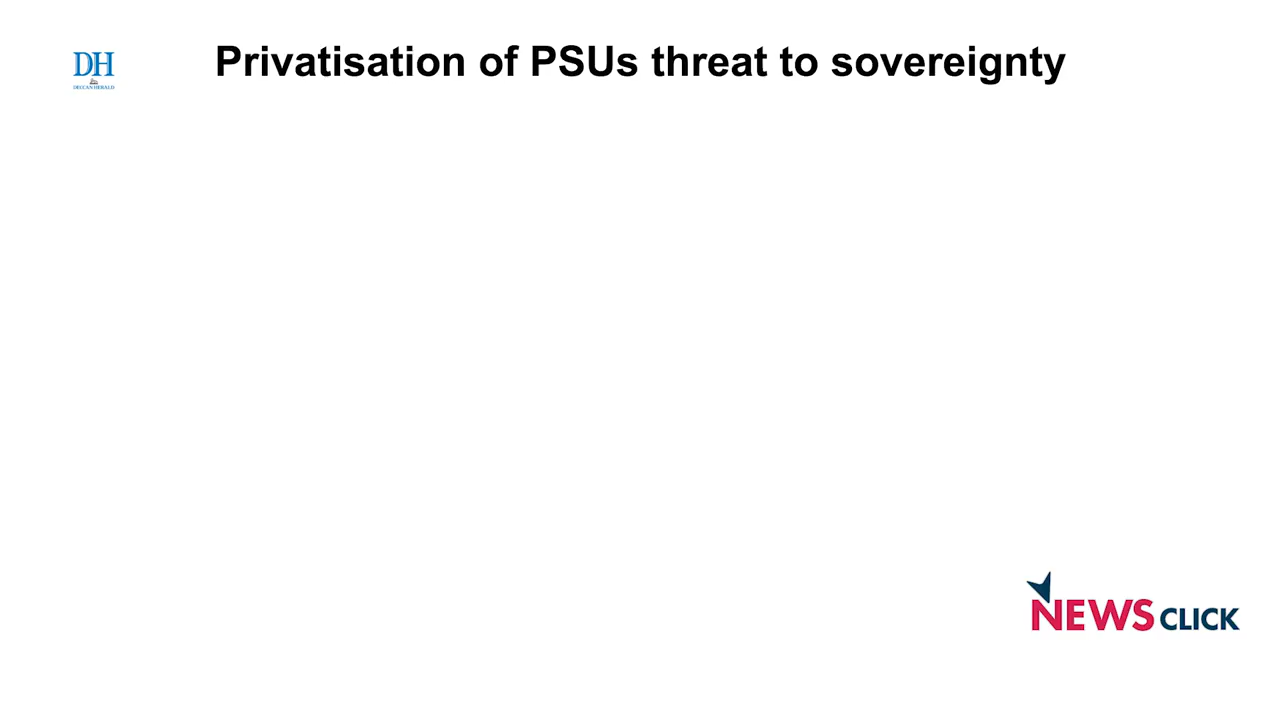 DH
DECCAN HERALD
Privatisation of PSUs threat to sovereignty
NEWS CLICK